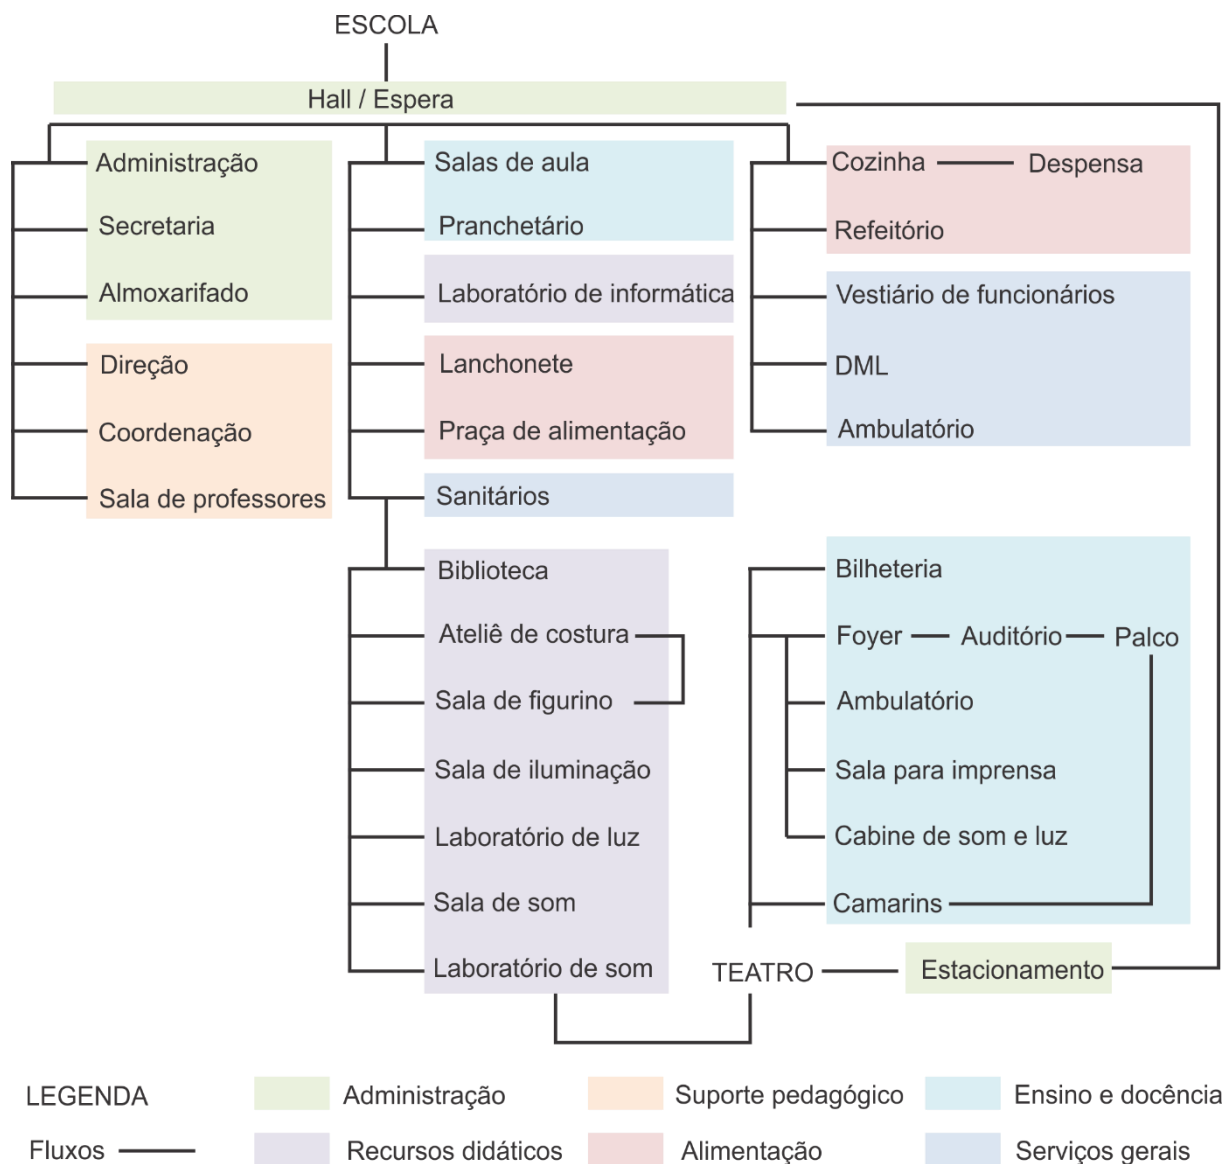 ESCOLA
Hall / Espera
Administração
Secretaria
Almoxarifado
Direção
Coordenação
Sala de professores
Salas de aula
Pranchetário
Laboratório de informática
Lanchonete
Praça de alimentação
Sanitários
Cozinha Despensa
Refeitório
Vestiário de funcionários
DML
Ambulatório
Biblioteca
Ateliê de costura
Sala de figurino
Sala de iluminação
Laboratório de luz
Sala de som
Laboratório de som
Bilheteria
Foyer Auditório Palco
Ambulatório
Sala para imprensa
Cabine de som e luz
Camarins
TEATRO Estacionamento
LEGENDA Administração Suporte pedagógico Ensino e docência
Fluxos Recursos didáticos Alimentação Serviços gerais